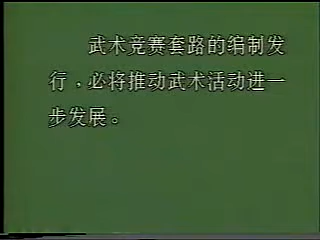 武术竞赛套路的编制发
行，必将推动武术活动进一
步发展。